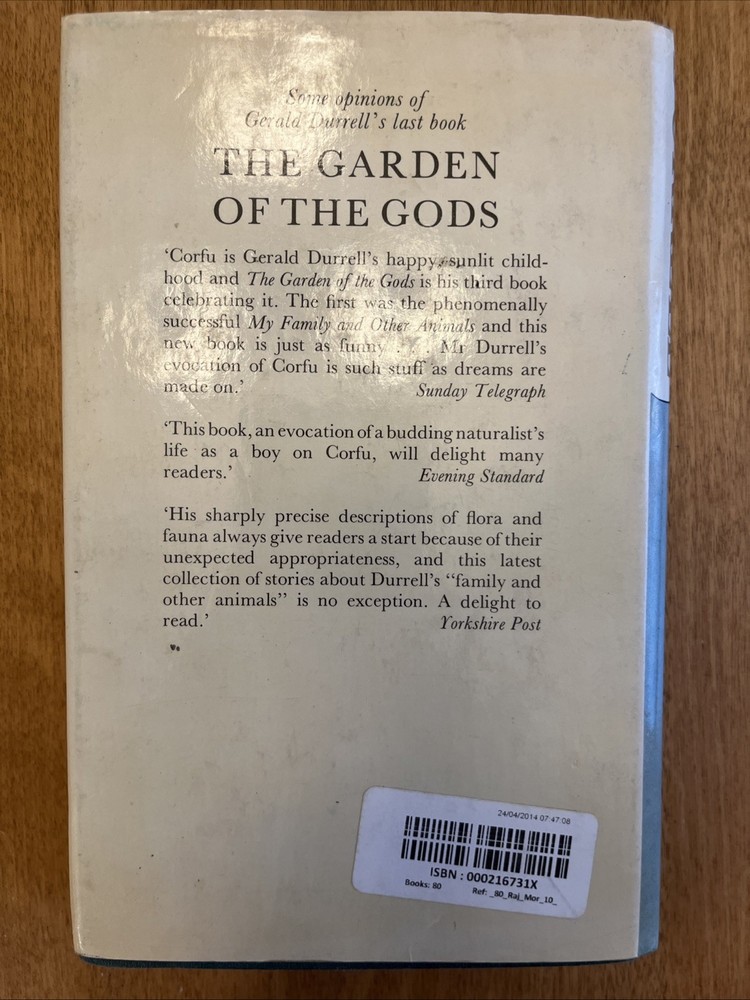 Some opinions of
Gerald Durrell's last book
THE GARDEN
OF THE GODS
'Corfu is Gerald Durrell's happy, sunlit child-
hood and The Garden of the Gods is his third book
celebrating it. The first was the phenomenally
successful My Family and Other Animals and this
new book is just as funny . . . Mr Durrell's
evocation of Corfu is such stuff as dreams are
made on.' Sunday Telegraph
'This book, an evocation of a budding naturalist's
life as a boy on Corfu, will delight many
readers.' Evening Standard
'His sharply precise descriptions of flora and
fauna always give readers a start because of their
unexpected appropriateness, and this latest
collection of stories about Durrell's "family and
other animals" is no exception. A delight to
read.' Yorkshire Post
24/04/2014 07:47:08
ISBN : 000216731X
Books: 80 Ref: _80_Raj_Mor_10_